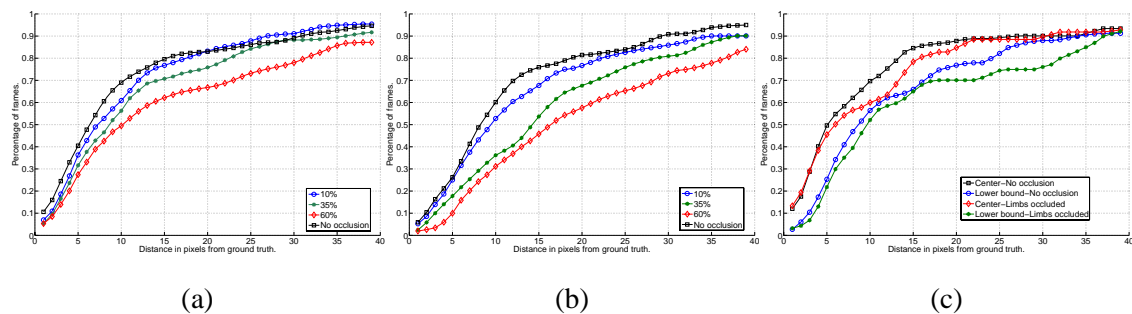 1
0.9
0.8
0.7
0.6
0.5
0.4
0.3
0.2
0.1
0
0 5 10 15 20 25 30 35 40
Percentage of frames.
Distance in pixels from ground truth.
10%
35%
60%
No occlusion
(a)
1
0.9
0.8
0.7
0.6
0.5
0.4
0.3
0.2
0.1
0
0 5 10 15 20 25 30 35 40
Percentage of frames.
Distance in pixels from ground truth.
10%
35%
60%
No occlusion
(b)
1
0.9
0.8
0.7
0.6
0.5
0.4
0.3
0.2
0.1
0
0 5 10 15 20 25 30 35 40
Percentage of frames.
Distance in pixels from ground truth.
Center−No occlusion
Lower bound−No occlusion
Center−Limbs occluded
Lower bound−Limbs occluded
(c)